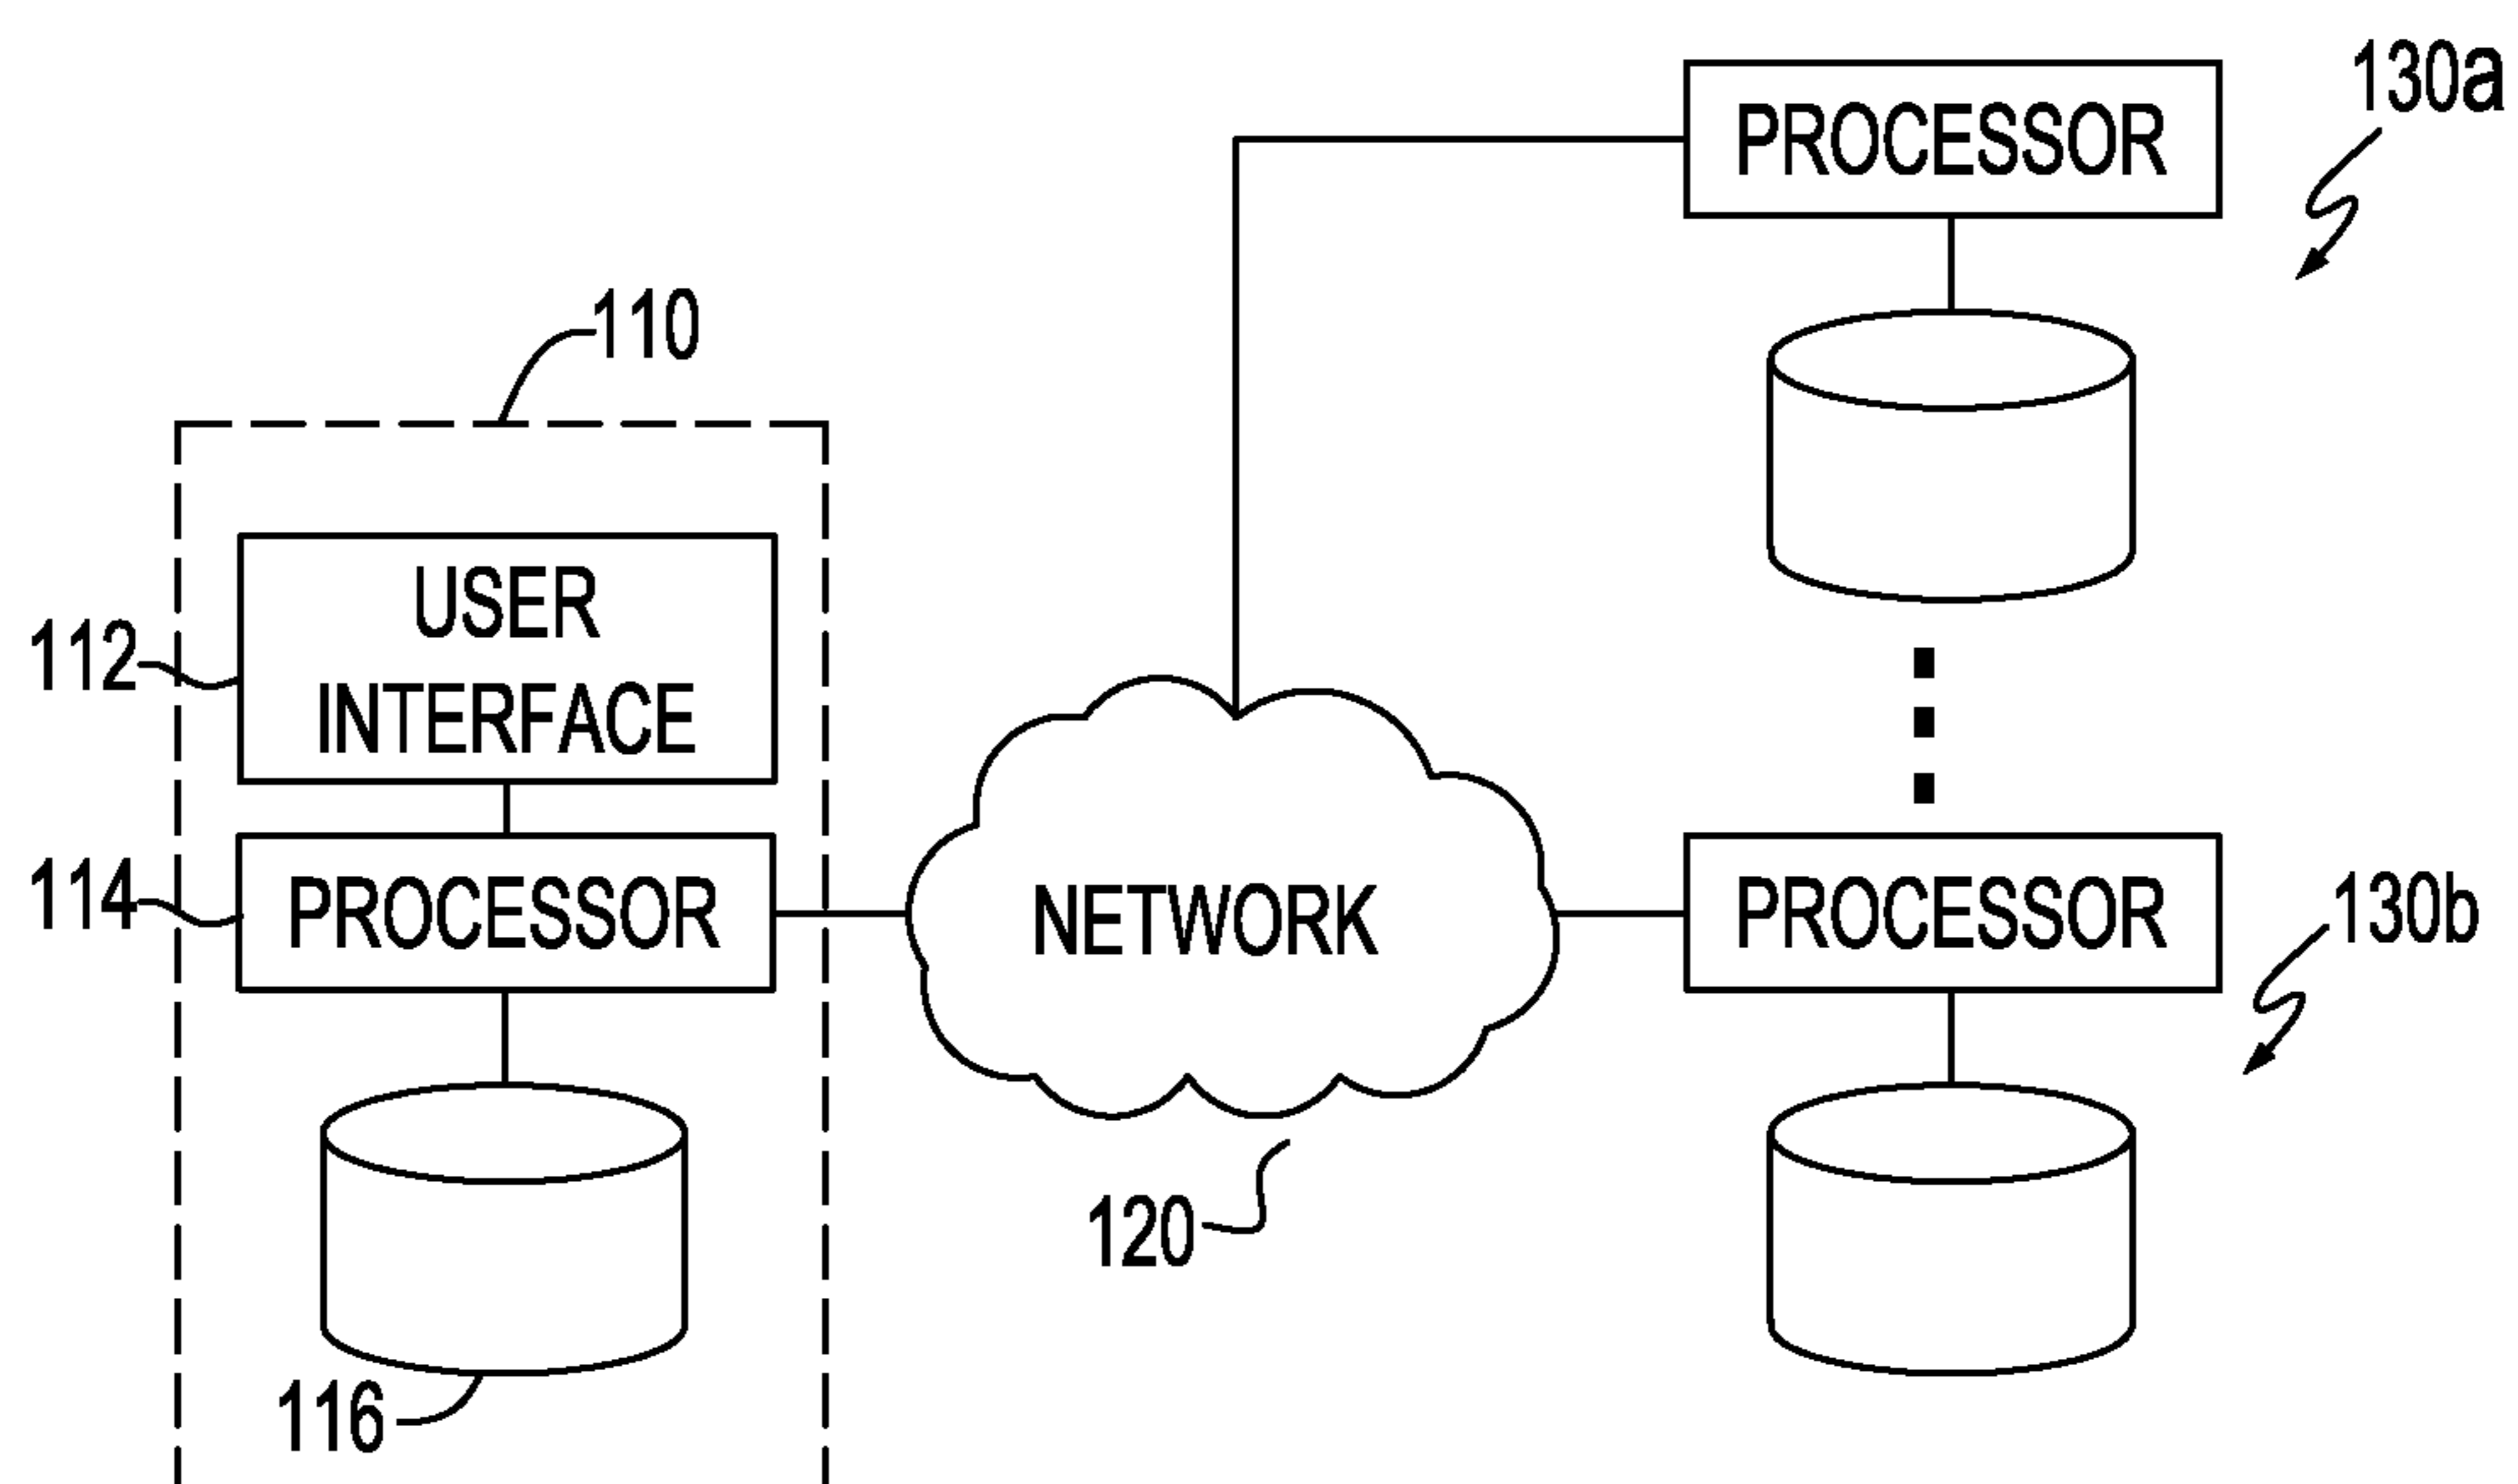 130a
PROCESSOR
110
USER
INTERFACE
112
114
PROCESSOR
NETWORK
PROCESSOR
130b
120
116